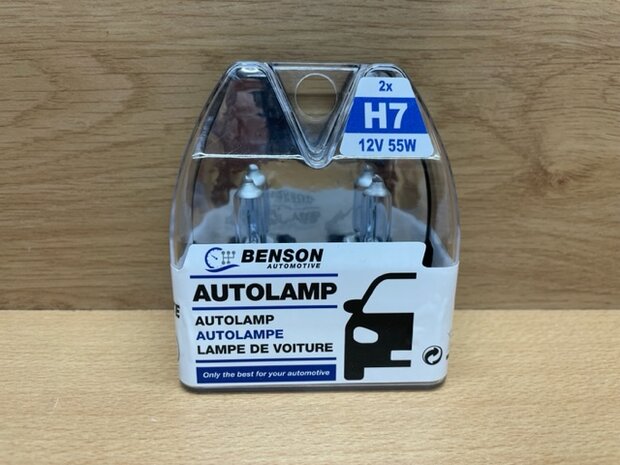 2x
H7
12V 55W
BENSON
AUTOMOTIVE
AUTOLAMP
AUTOLAMP
AUTOLAMPE
LAMPE DE VOITURE
Only the best for your automotive